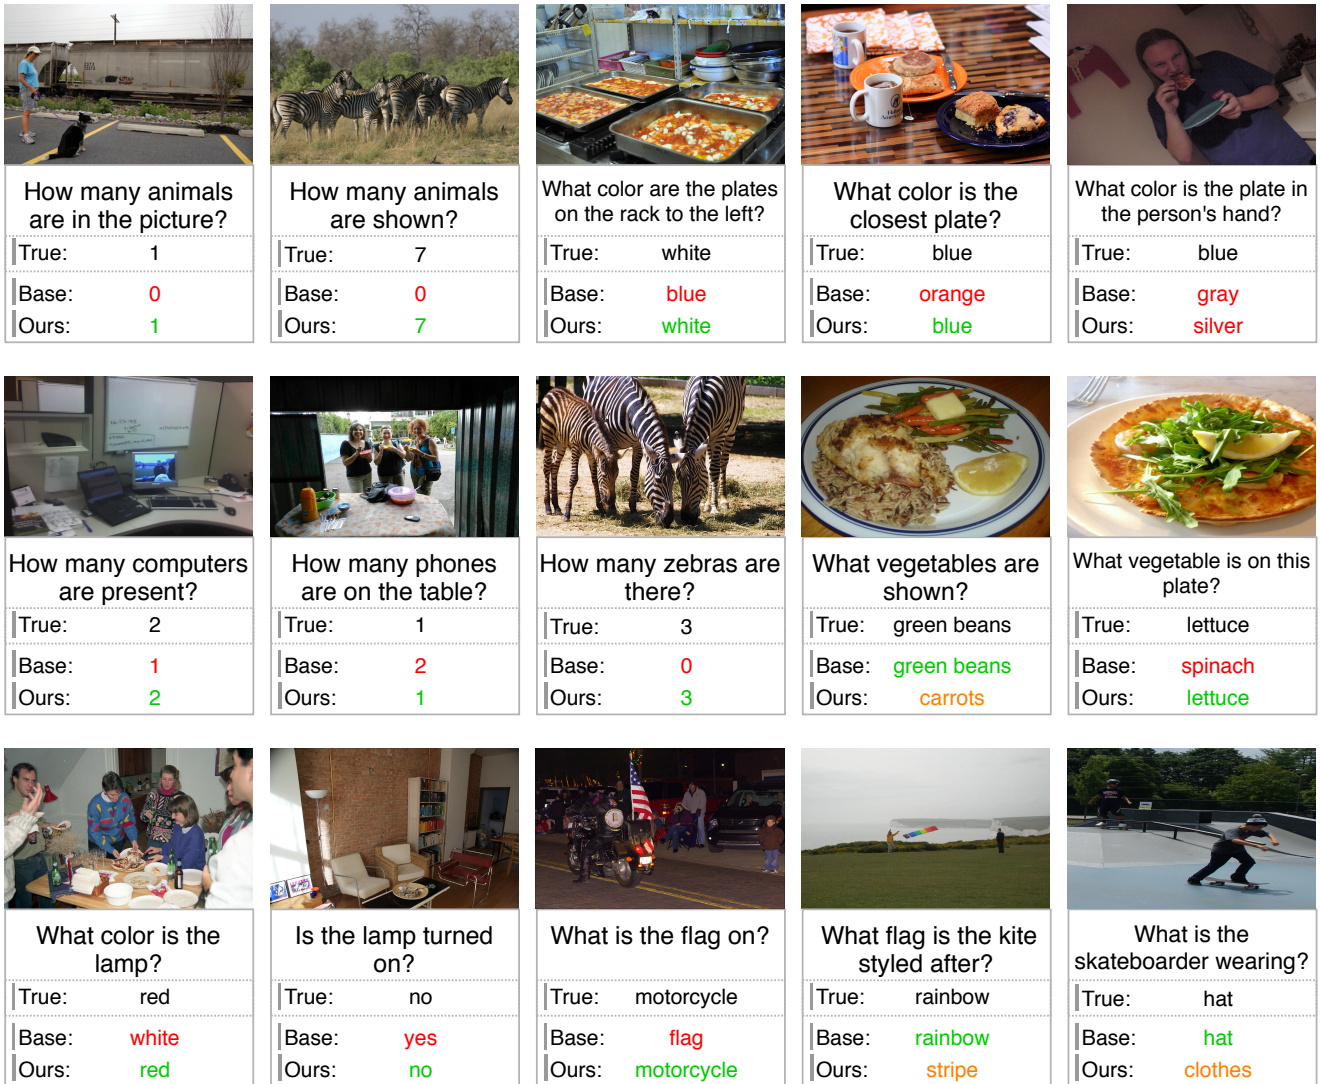 How many animals
are in the picture?
True: 1
Base: 0
Ours: 1
How many animals
are shown?
True: 7
Base: 0
Ours: 7
What color are the plates
on the rack to the left?
True: white
Base: blue
Ours: white
What color is the
closest plate?
True: blue
Base: orange
Ours: blue
What color is the plate in
the person's hand?
True: blue
Base: gray
Ours: silver
How many computers
are present?
True: 2
Base: 1
Ours: 2
How many phones
are on the table?
True: 1
Base: 2
Ours: 1
How many zebras are
there?
True: 3
Base: 0
Ours: 3
What vegetables are
shown?
True: green beans
Base: green beans
Ours: carrots
What vegetable is on this
plate?
True: lettuce
Base: spinach
Ours: lettuce
What color is the
lamp?
True: red
Base: white
Ours: red
Is the lamp turned
on?
True: no
Base: yes
Ours: no
What is the flag on?
True: motorcycle
Base: flag
Ours: motorcycle
What flag is the kite
styled after?
True: rainbow
Base: rainbow
Ours: stripe
What is the
skateboarder wearing?
True: hat
Base: hat
Ours: clothes